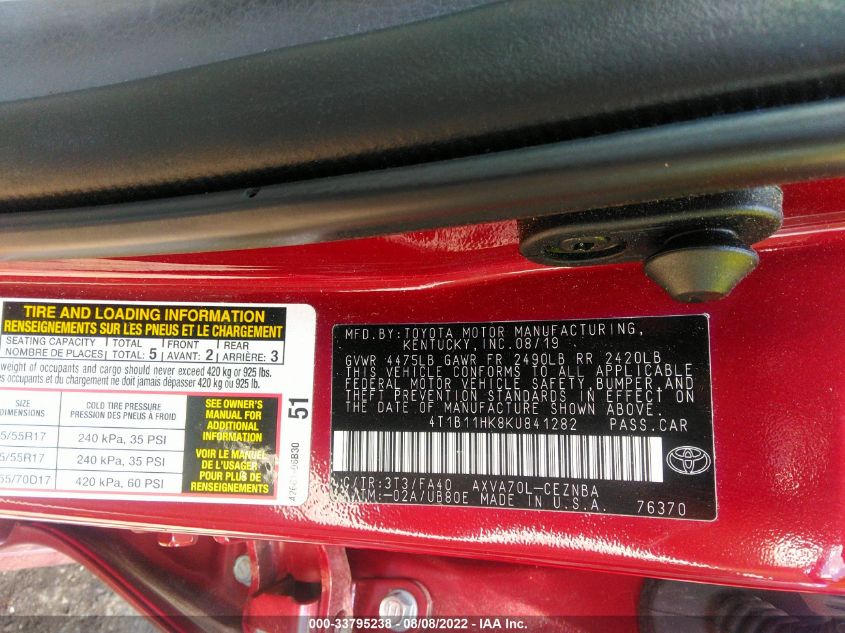 TIRE AND LOADING INFORMATION
RENSEIGNEMENTS SUR LES PNEUS ET LE CHARGEMENT
SEATING CAPACITY
NOMBRE DE PLACES
TOTAL
TOTAL: 5
FRONT
AVANT: 2
REAR
ARRIÈRE: 3
weight of occupants and cargo should never exceed 420 kg or 925 lbs.
des occupants et du chargement ne doit jamais dépasser 420 kg ou 925 lb.
SIZE
DIMENSIONS
COLD TIRE PRESSURE
PRESSION DES PNEUS À FROID
5/55R17
240 kPa, 35 PSI
5/55R17
240 kPa, 35 PSI
55/70D17
420 kPa, 60 PSI
SEE OWNER'S
MANUAL FOR
ADDITIONAL
INFORMATION
VOIR LE MANUEL
DE L'USAGER
POUR PLUS DE
RENSEIGNEMENTS
51
MFD.BY:TOYOTA MOTOR MANUFACTURING,
KENTUCKY, INC. 08/19
GVWR 4475LB GAWR FR 2490LB RR 2420LB
THIS VEHICLE CONFORMS TO ALL APPLICABLE
FEDERAL MOTOR VEHICLE SAFETY, BUMPER, AND
THEFT PREVENTION STANDARDS IN EFFECT ON
THE DATE OF MANUFACTURE SHOWN ABOVE.
4T1B11HK8KU841282 PASS.CAR
C/TR:3T3/FA40 AXVA70L-CEZNBA
A/TM:-02A/UB80E MADE IN U.S.A. 76370
TOYOTA
000-33795238 - 08/08/2022 - IAA Inc.